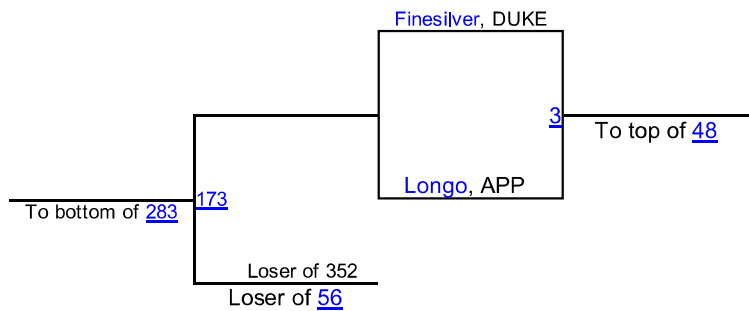 Finesilver, DUKE
3
To top of 48
Longo, APP
173
To bottom of 283
Loser of 352
Loser of 56